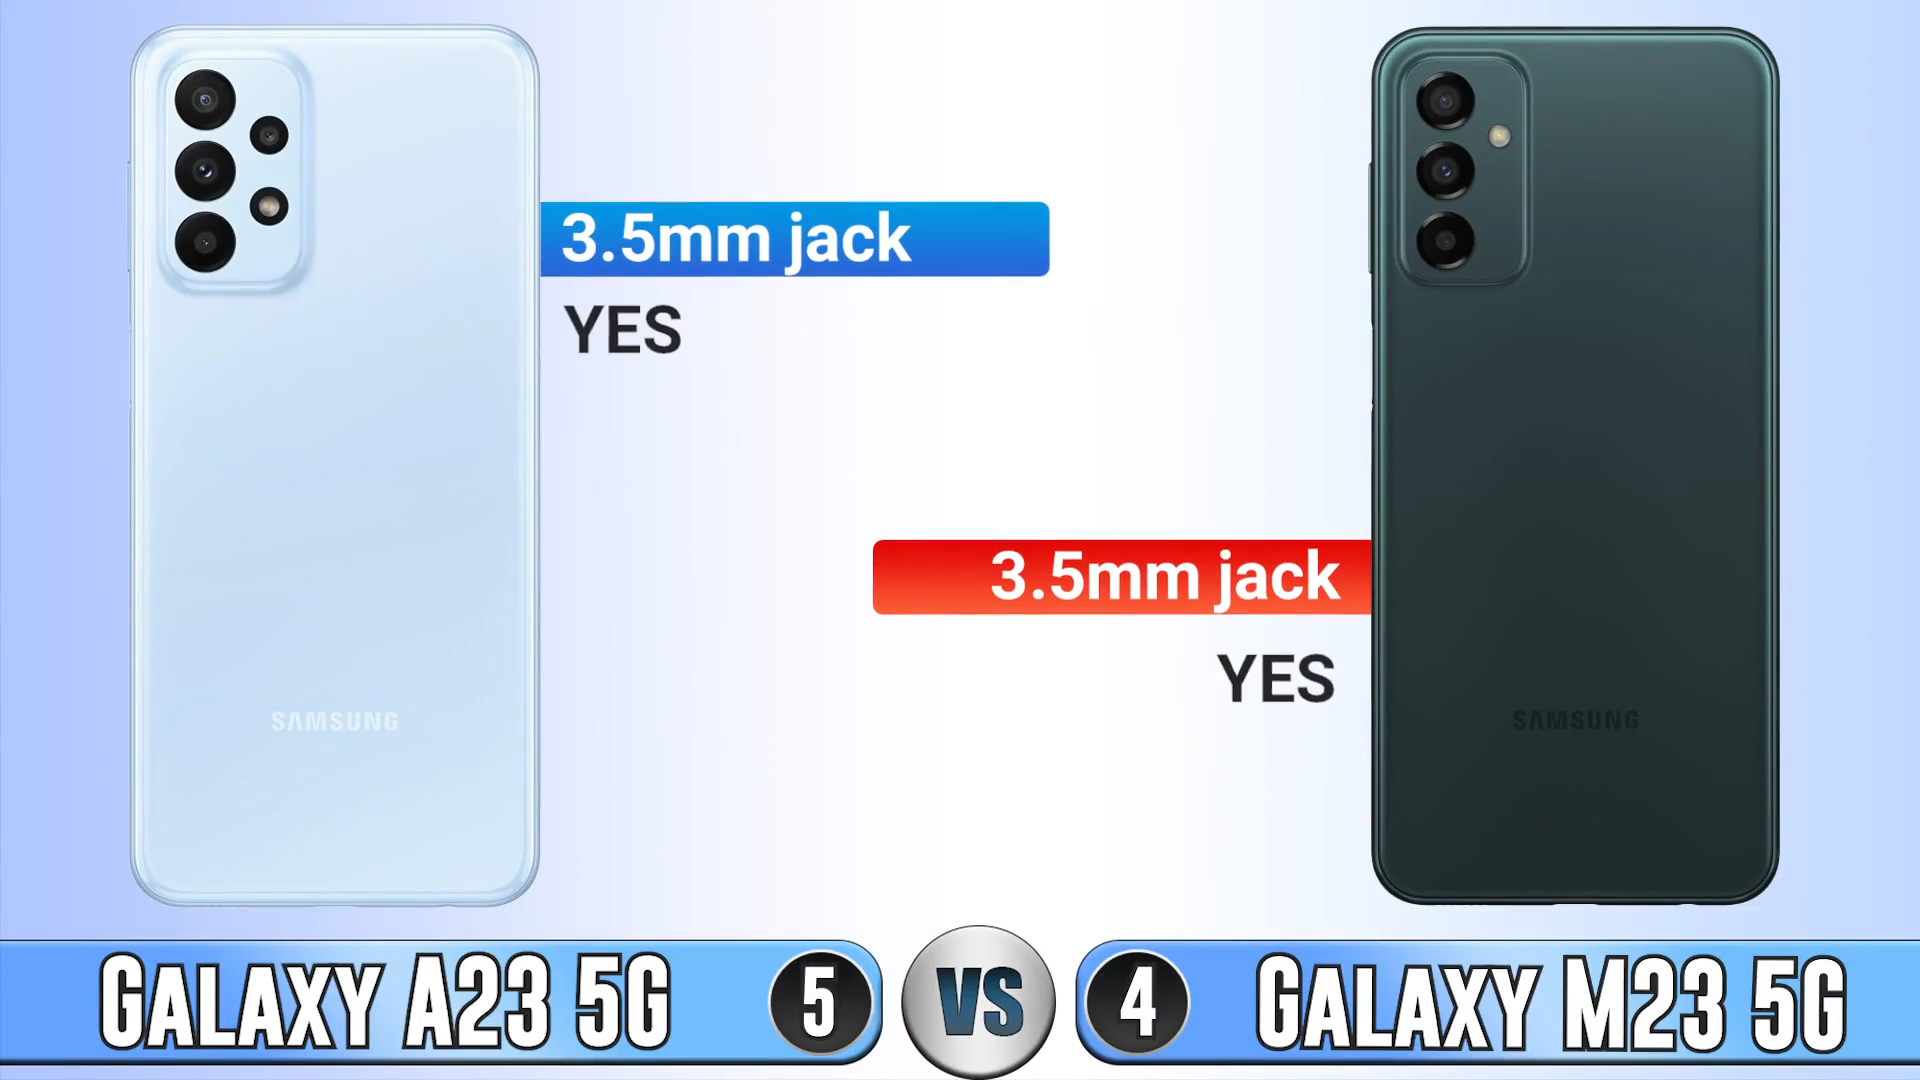 3.5mm jack
YES
3.5mm jack
YES
SAMSUNG
SAMSUNG
GALAXY A23 5G
5
VS
4
GALAXY M23 5G